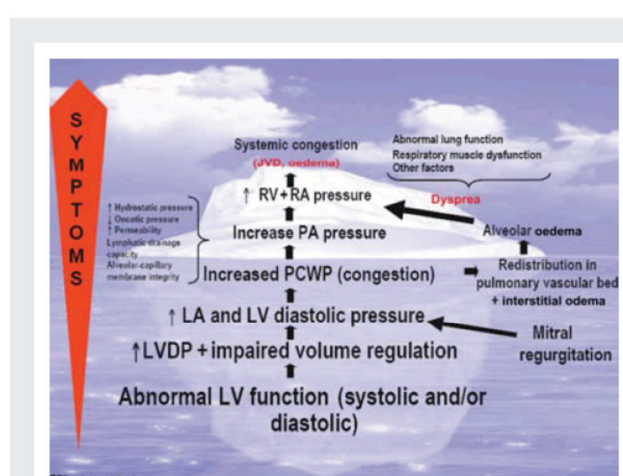 SYMPTOMS
Systemic congestion
(JVD, oedema)
↑ RV + RA pressure
Increase PA pressure
Increased PCWP (congestion)
↑ LA and LV diastolic pressure
↑LVDP + impaired volume regulation
Abnormal LV function (systolic and/or
diastolic)
↑ Hydrostatic pressure
↓ Oncotic pressure
↑ Permeability
Lymphatic drainage
capacity
Alveolar-capillary
membrane integrity
Abnormal lung function
Respiratory muscle dysfunction
Other factors
Dysprea
Alveolar oedema
Redistribution in
pulmonary vascular bed
+ interstitial odema
Mitral
regurgitation